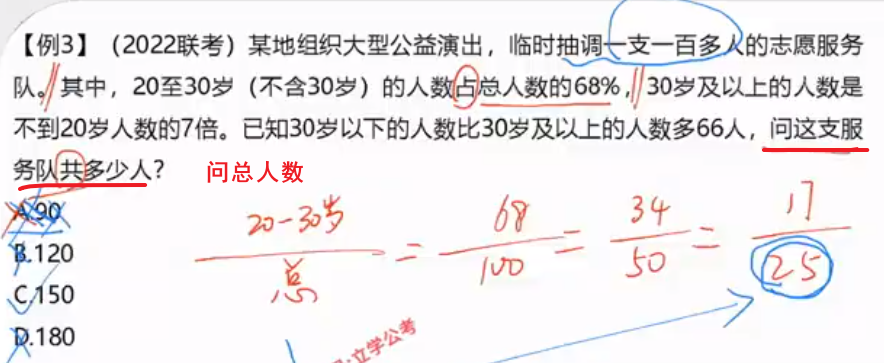 【例3】（2022联考）某地组织大型公益演出，临时抽调一支一百多人的志愿服务
队。其中，20至30岁（不含30岁）的人数占总人数的68%，30岁及以上的人数是
不到20岁人数的7倍。已知30岁以下的人数比30岁及以上的人数多66人，问这支服
务队共多少人？
问总人数
A.90
B.120
C.150
D.180
20-30岁/总 = 68/100 = 34/50 = 17/25
·立学公考